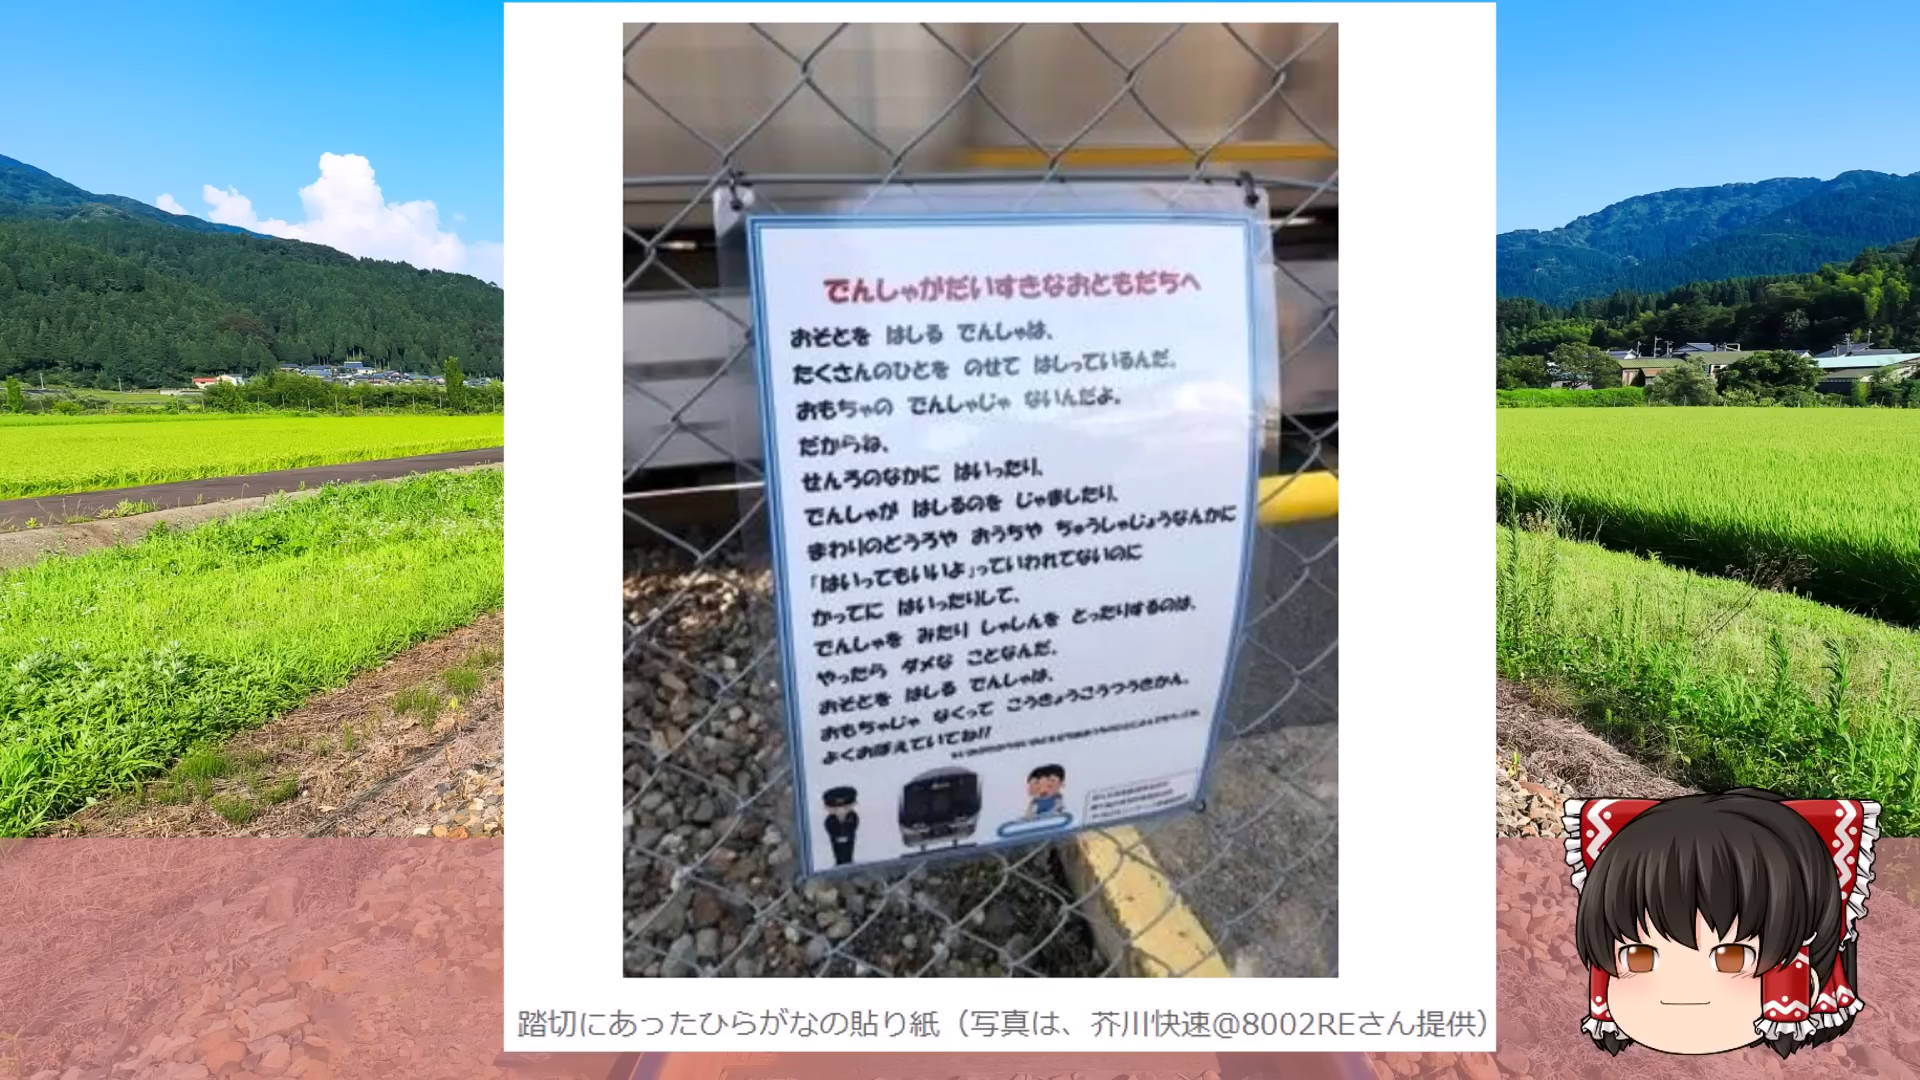 でんしゃがだいすきなおともだちへ
おそとを はしる でんしゃは、
たくさんのひとを のせて はしっているんだ。
おもちゃの でんしゃじゃ ないんだよ。
だからね、
せんろのなかに はいったり、
でんしゃが はしるのを じゃましたり、
まわりのどうろや おうちや ちゅうしゃじょうなんかに
「はいってもいいよ」っていわれてないのに
かってに はいったりして、
でんしゃを みたり しゃしんを とったりするのは、
やったら ダメな ことなんだ。
おそとを はしる でんしゃは、
おもちゃじゃ なくって こうきょうこうつうきかん。
よくおぼえていてね!!
踏切にあったひらがなの貼り紙（写真は、芥川快速@8002REさん提供）